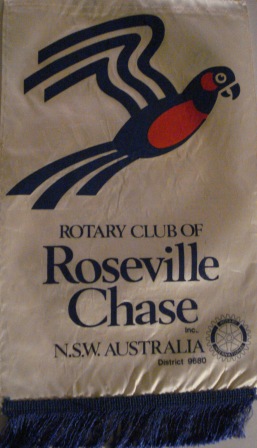 ROTARY CLUB OF
Roseville
Chase
Inc.
N.S.W. AUSTRALIA
District 9680